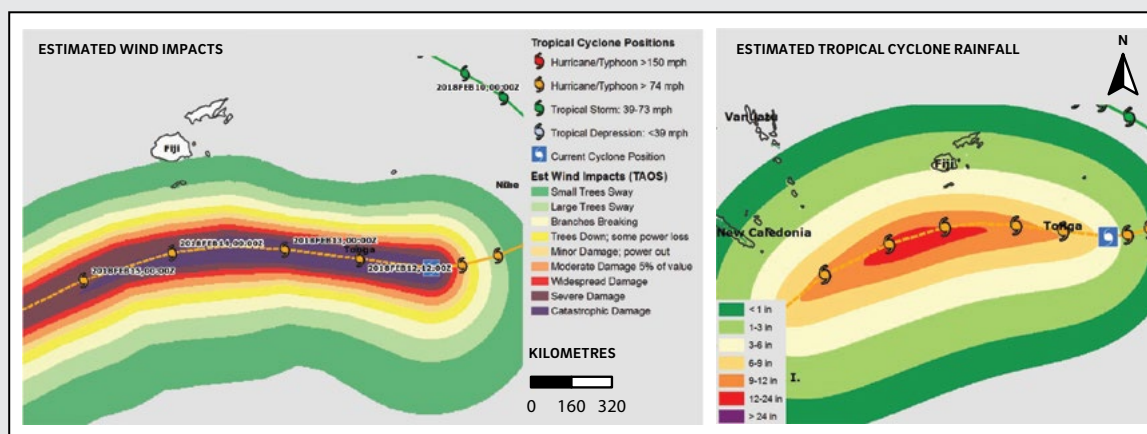 ESTIMATED WIND IMPACTS
2018FEB10,00:00Z
Fiji
Niue
2018FEB14,00:00Z
2018FEB13,00:00Z
Tonga
2018FEB15,00:00Z
2018FEB12,12:00Z
Tropical Cyclone Positions
Hurricane/Typhoon >150 mph
Hurricane/Typhoon > 74 mph
Tropical Storm: 39-73 mph
Tropical Depression: <39 mph
Current Cyclone Position
Est Wind Impacts (TAOS)
Small Trees Sway
Large Trees Sway
Branches Breaking
Trees Down; some power loss
Minor Damage; power cut
Moderate Damage 5% of value
Widespread Damage
Severe Damage
Catastrophic Damage
KILOMETRES
0 160 320
ESTIMATED TROPICAL CYCLONE RAINFALL
N
Vanuatu
Fiji
New Caledonia
Tonga
< 1 in
1-3 in
3-6 in
6-9 in
9-12 in
12-24 in
> 24 in
I.